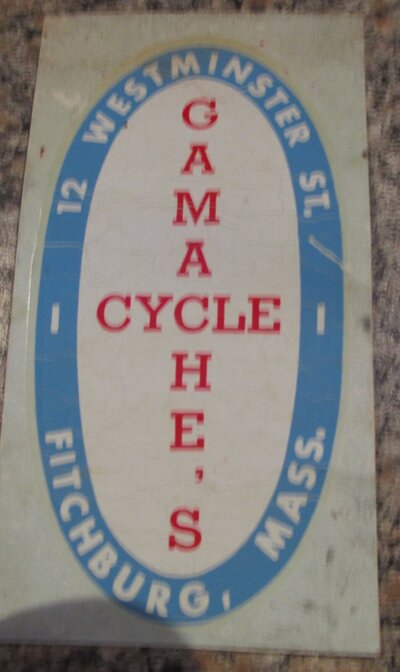 12 WESTMINSTER ST.
GAMACHE'S
CYCLE
FITCHBURG, MASS.